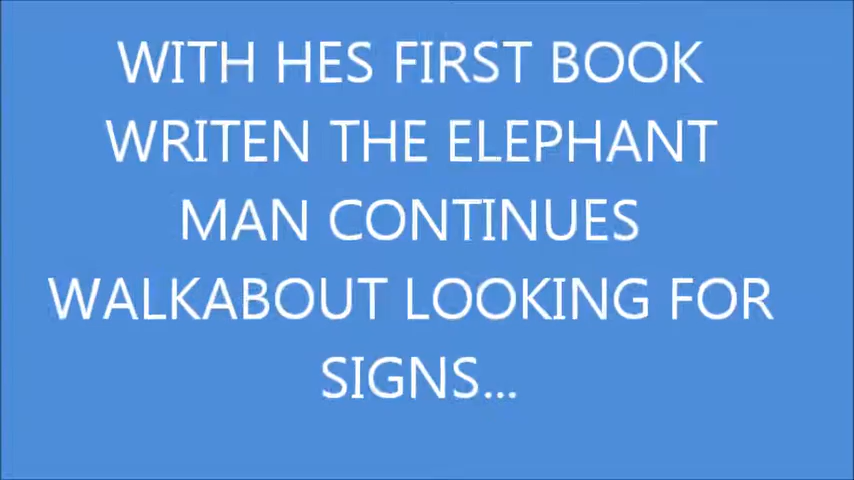 WITH HES FIRST BOOK
WRITEN THE ELEPHANT
MAN CONTINUES
WALKABOUT LOOKING FOR
SIGNS...